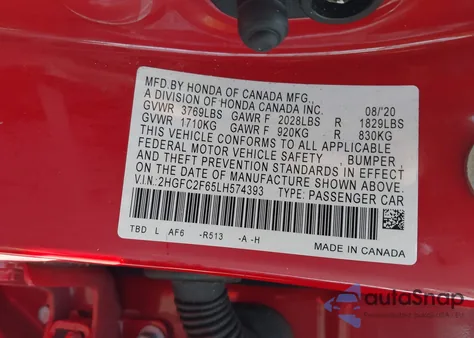 MFD.BY HONDA OF CANADA MFG.,
A DIVISION OF HONDA CANADA INC. 08/'20
GVWR 3769LBS GAWR F 2028LBS R 1829LBS
GVWR 1710KG GAWR F 920KG R 830KG
THIS VEHICLE CONFORMS TO ALL APPLICABLE
FEDERAL MOTOR VEHICLE SAFETY , BUMPER ,
AND THEFT PREVENTION STANDARDS IN EFFECT
ON THE DATE OF MANUFACTURE SHOWN ABOVE.
V.I.N.:2HGFC2F65LH574393 TYPE: PASSENGER CAR
TBD L AF6 -R513 -A -H
MADE IN CANADA
autaSnap